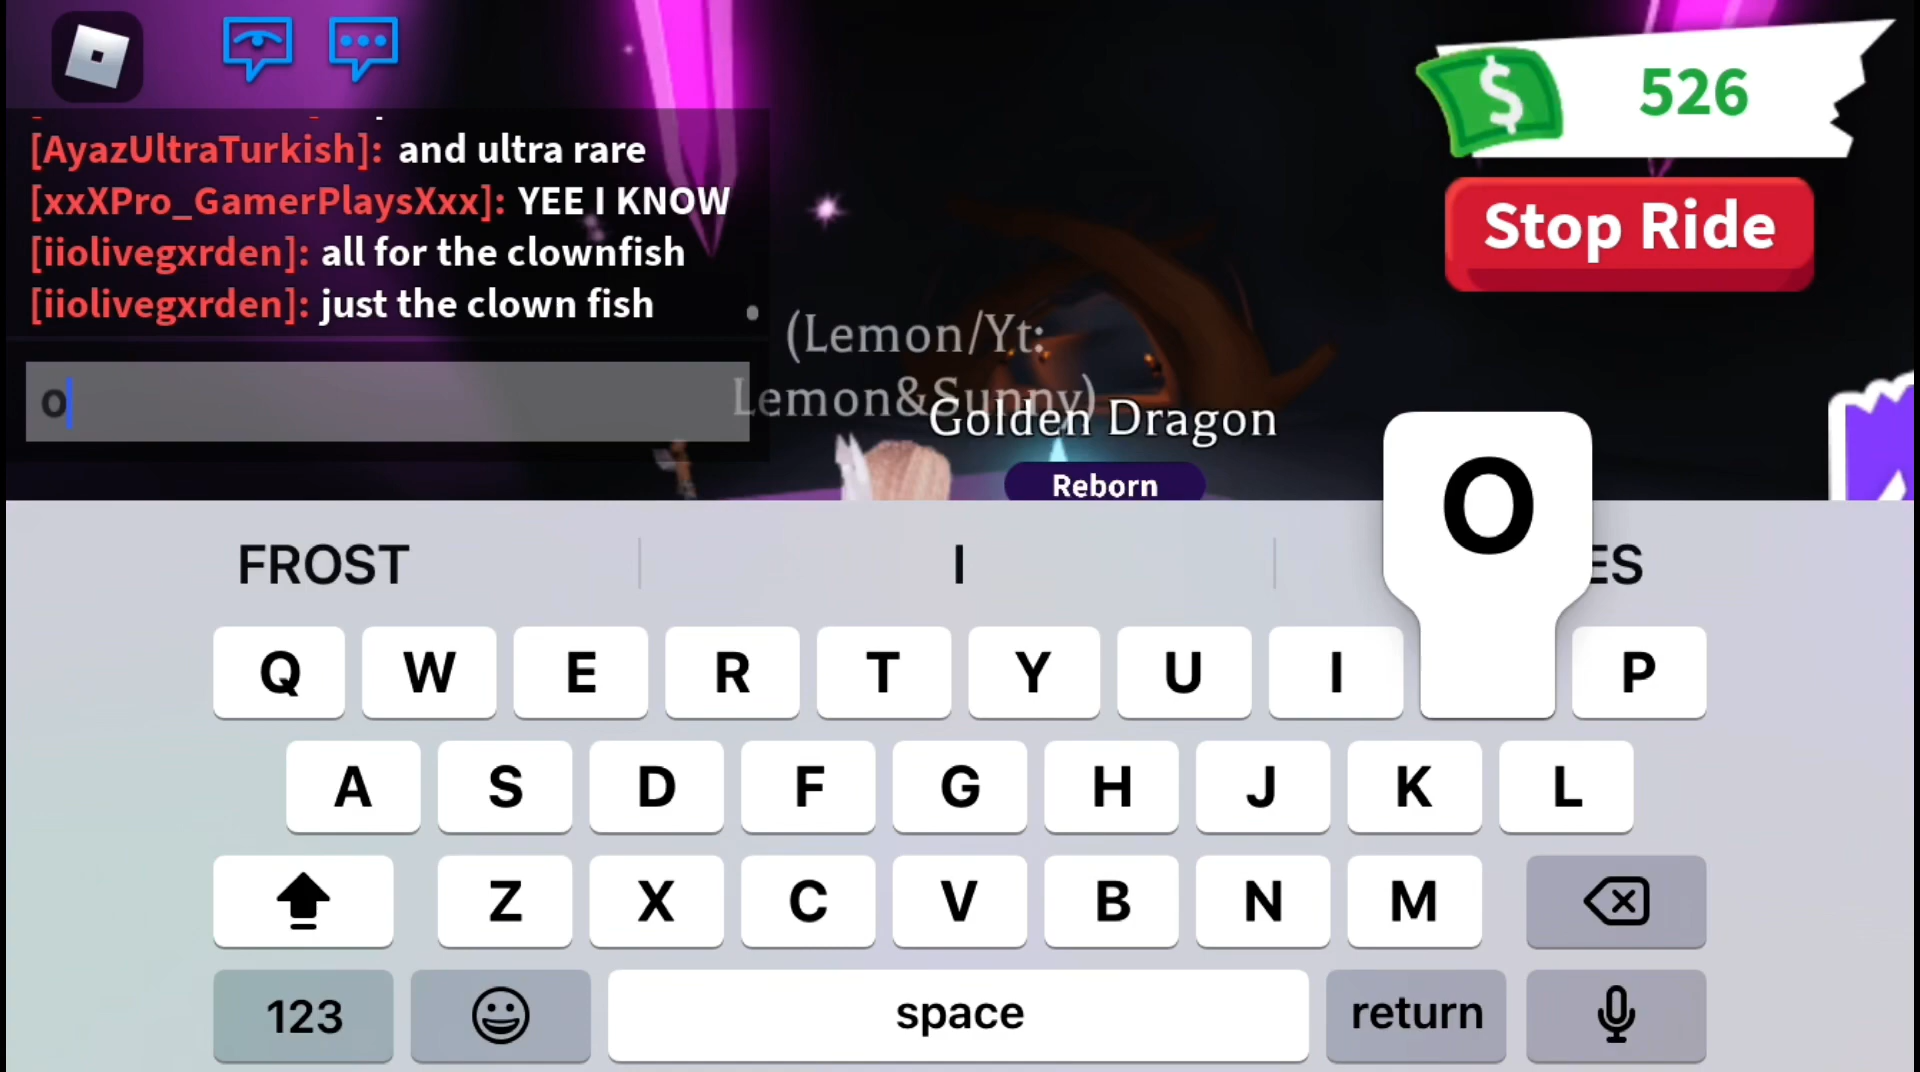 [AyazUltraTurkish]: and ultra rare
[xxXPro_GamerPlaysXxx]: YEE I KNOW
[iiolivegxrden]: all for the clownfish
[iiolivegxrden]: just the clown fish
o
526
Stop Ride
(Lemon/Yt:
Lemon&Sunny)
Golden Dragon
Reborn
FROST I ES
O
Q W E R T Y U I P
A S D F G H J K L
Z X C V B N M
123 space return